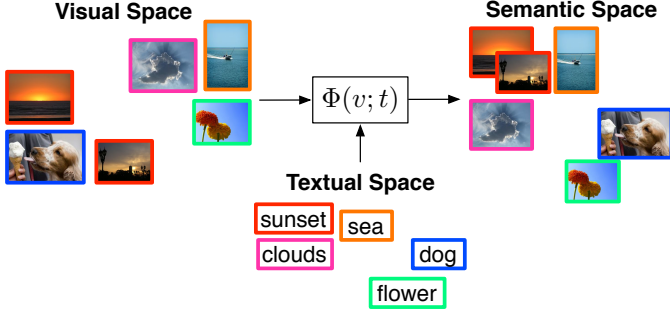 Visual Space
Semantic Space
Φ(v; t)
Textual Space
sunset
sea
clouds
dog
flower